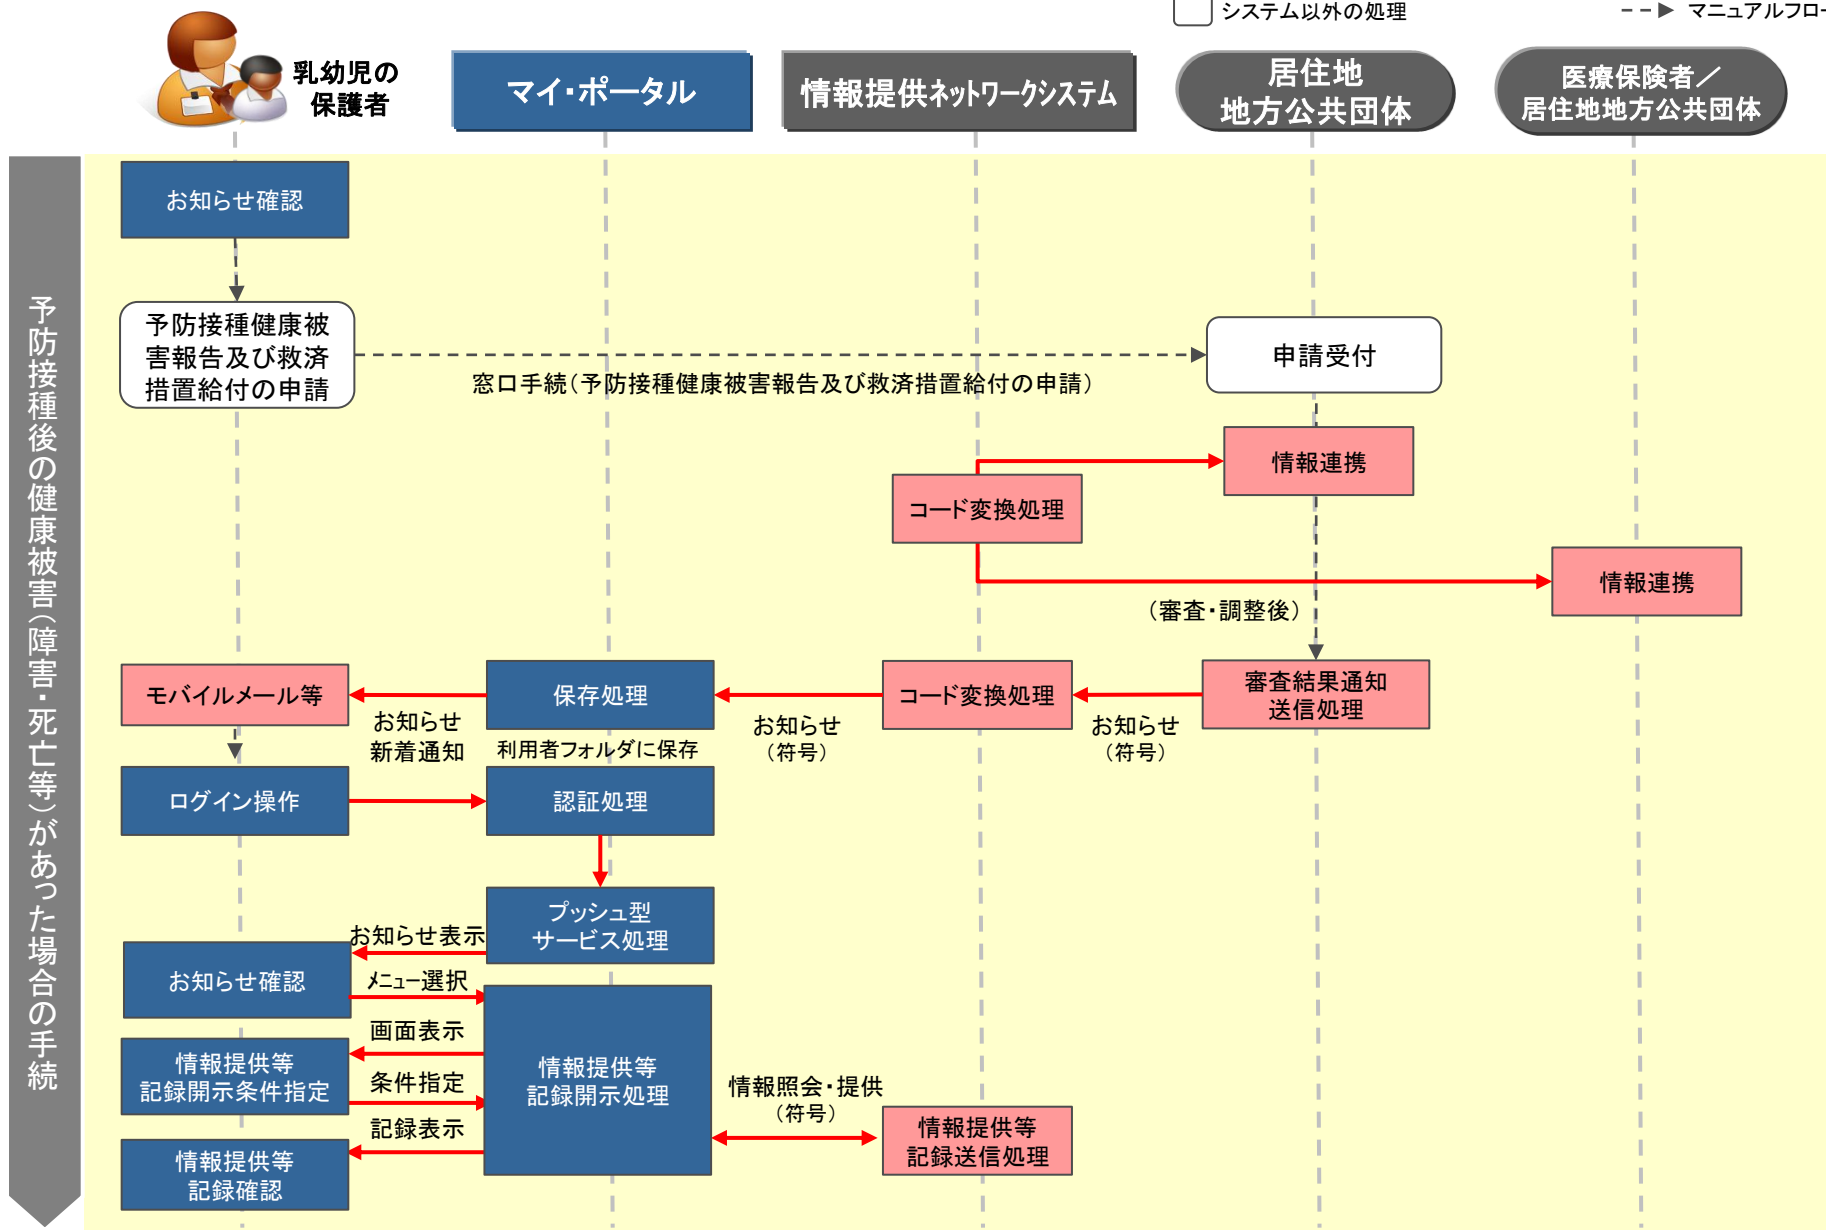 システム以外の処理
マニュアルフロー
乳幼児の
保護者
マイ・ポータル
情報提供ネットワークシステム
居住地
地方公共団体
医療保険者／
居住地地方公共団体
予防接種後の健康被害（障害・死亡等）があった場合の手続
お知らせ確認
予防接種健康被
害報告及び救済
措置給付の申請
窓口手続（予防接種健康被害報告及び救済措置給付の申請）
申請受付
情報連携
コード変換処理
情報連携
（審査・調整後）
モバイルメール等
お知らせ
新着通知
保存処理
利用者フォルダに保存
お知らせ
（符号）
コード変換処理
お知らせ
（符号）
審査結果通知
送信処理
ログイン操作
認証処理
プッシュ型
サービス処理
お知らせ表示
お知らせ確認
メニュー選択
画面表示
情報提供等
記録開示条件指定
条件指定
情報提供等
記録開示処理
情報照会・提供
（符号）
情報提供等
記録送信処理
記録表示
情報提供等
記録確認